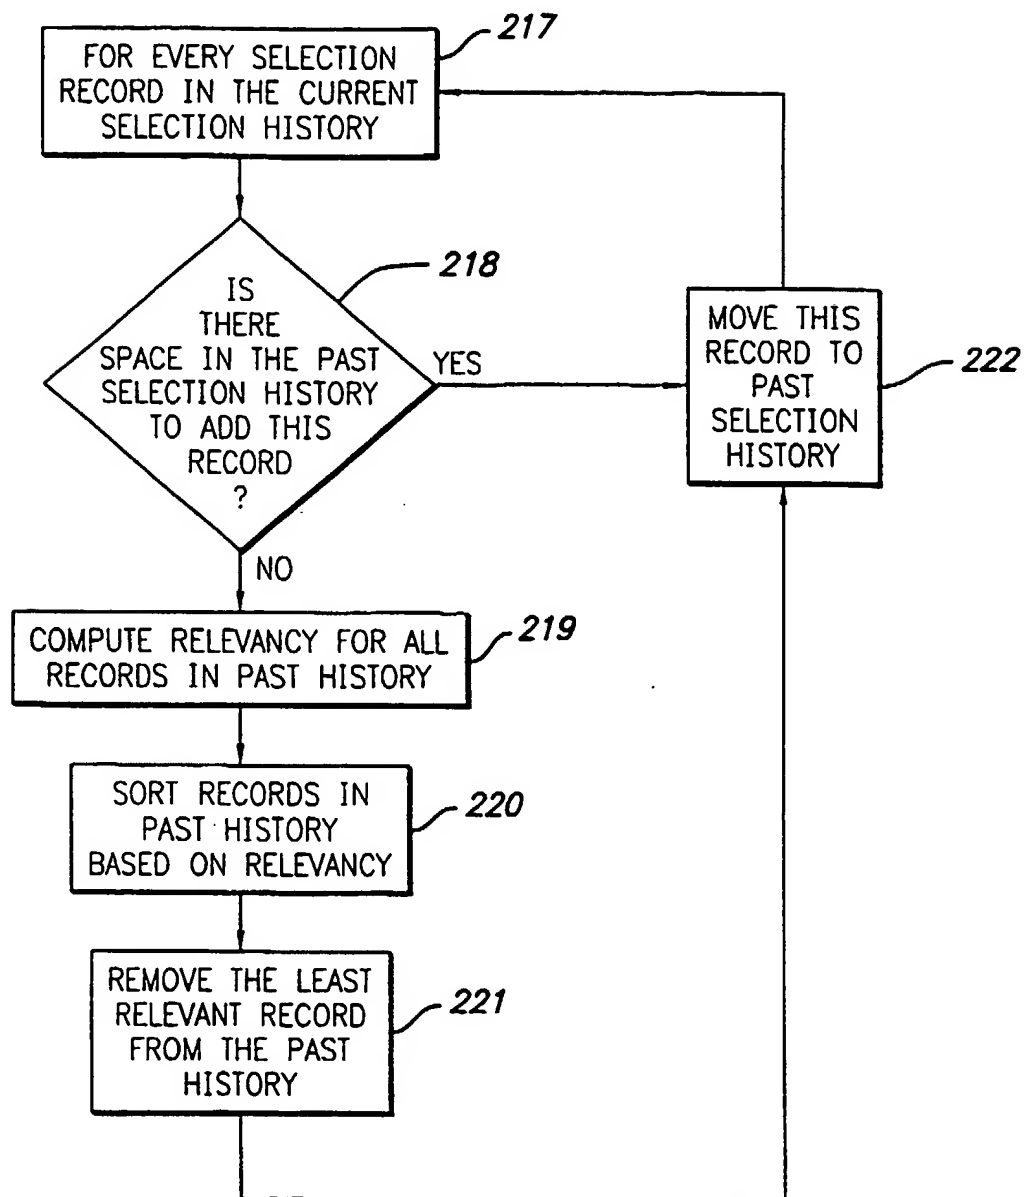 217
FOR EVERY SELECTION
RECORD IN THE CURRENT
SELECTION HISTORY
218
IS
THERE
SPACE IN THE PAST
SELECTION HISTORY
TO ADD THIS
RECORD
?
YES
MOVE THIS
RECORD TO
PAST
SELECTION
HISTORY
222
NO
COMPUTE RELEVANCY FOR ALL
RECORDS IN PAST HISTORY
219
SORT RECORDS IN
PAST HISTORY
BASED ON RELEVANCY
220
REMOVE THE LEAST
RELEVANT RECORD
FROM THE PAST
HISTORY
221